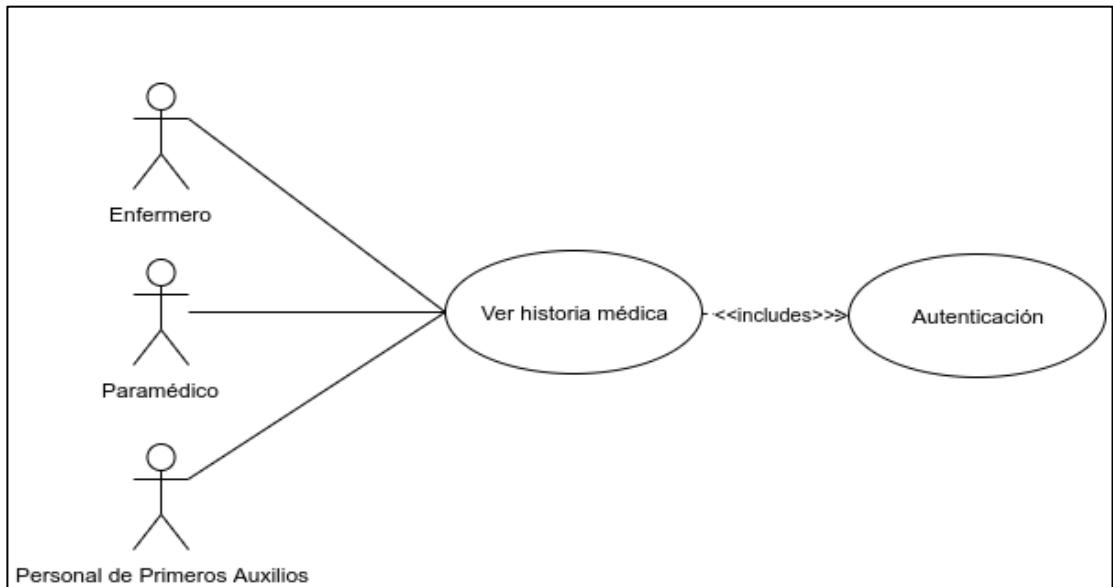 Enfermero
Ver historia médica
<<includes>>
Autenticación
Paramédico
Personal de Primeros Auxilios